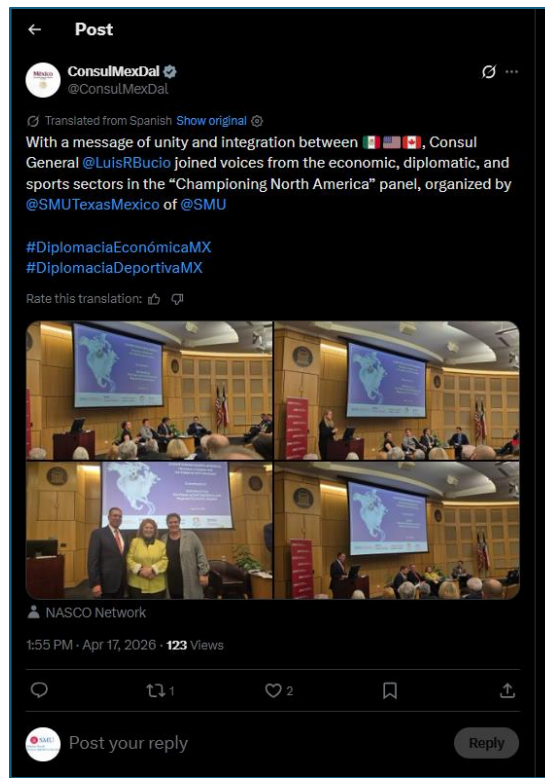 Post
México
ConsulMexDal
@ConsulMexDal
Translated from Spanish Show original
With a message of unity and integration between 🇲🇽 🇺🇸 🇨🇦, Consul
General @LuisRBucio joined voices from the economic, diplomatic, and
sports sectors in the “Championing North America” panel, organized by
@SMUTexasMexico of @SMU
#DiplomaciaEconómicaMX
#DiplomaciaDeportivaMX
Rate this translation:
NASCO Network
1:55 PM · Apr 17, 2026 · 123 Views
1
2
SMU
Post your reply
Reply